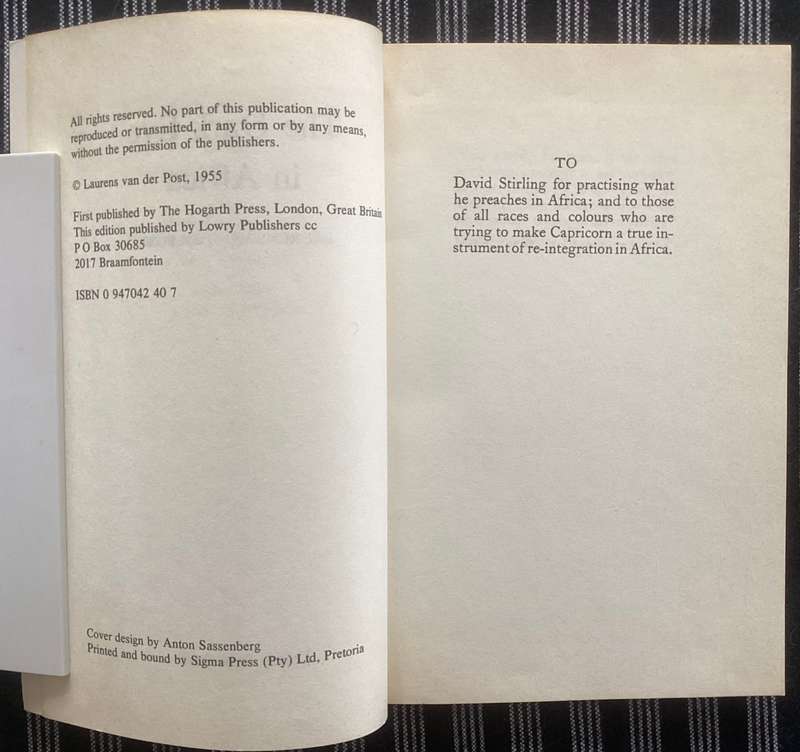 All rights reserved. No part of this publication may be
reproduced or transmitted, in any form or by any means,
without the permission of the publishers.
© Laurens van der Post, 1955
First published by The Hogarth Press, London, Great Britain
This edition published by Lowry Publishers cc
P O Box 30685
2017 Braamfontein
ISBN 0 947042 40 7
Cover design by Anton Sassenberg
Printed and bound by Sigma Press (Pty) Ltd, Pretoria
TO
David Stirling for practising what
he preaches in Africa; and to those
of all races and colours who are
trying to make Capricorn a true in-
strument of re-integration in Africa.